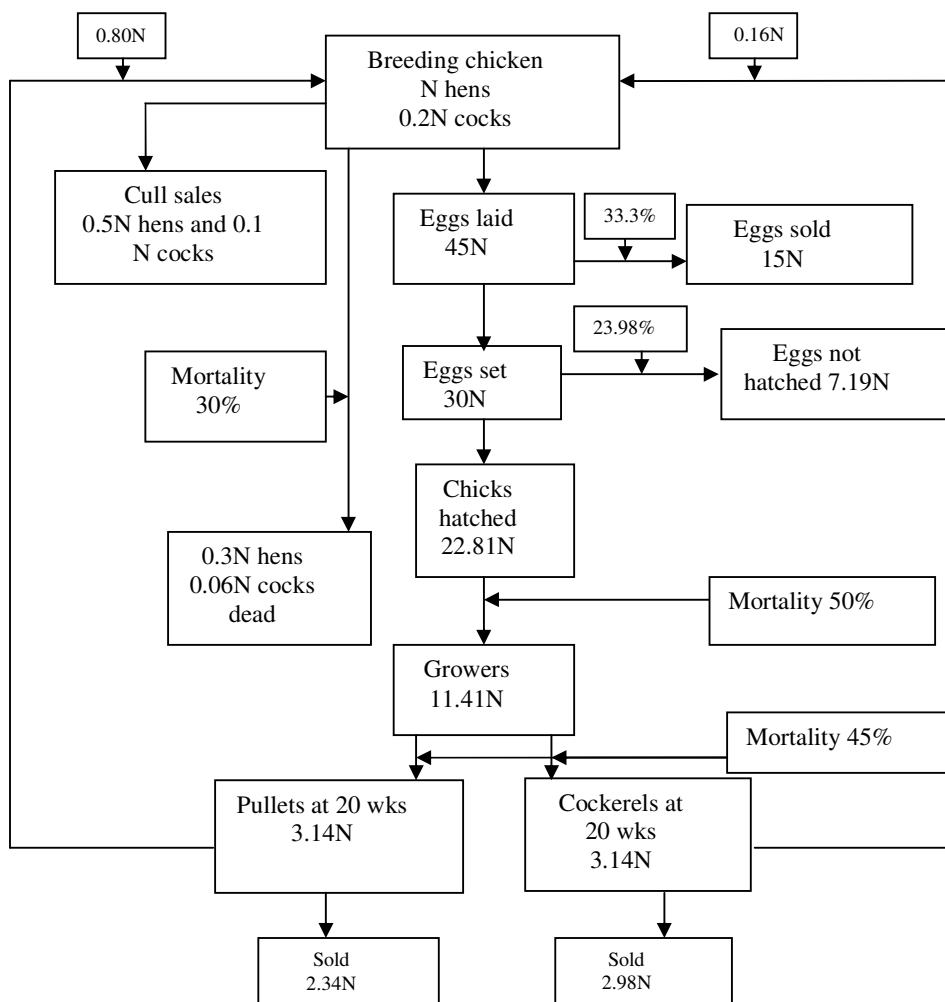 0.80N
0.16N
Breeding chicken
N hens
0.2N cocks
Cull sales
0.5N hens and 0.1
N cocks
Eggs laid
45N
33.3%
Eggs sold
15N
23.98%
Eggs set
30N
Eggs not
hatched 7.19N
Mortality
30%
Chicks
hatched
22.81N
0.3N hens
0.06N cocks
dead
Mortality 50%
Growers
11.41N
Mortality 45%
Pullets at 20 wks
3.14N
Cockerels at
20 wks
3.14N
Sold
2.34N
Sold
2.98N